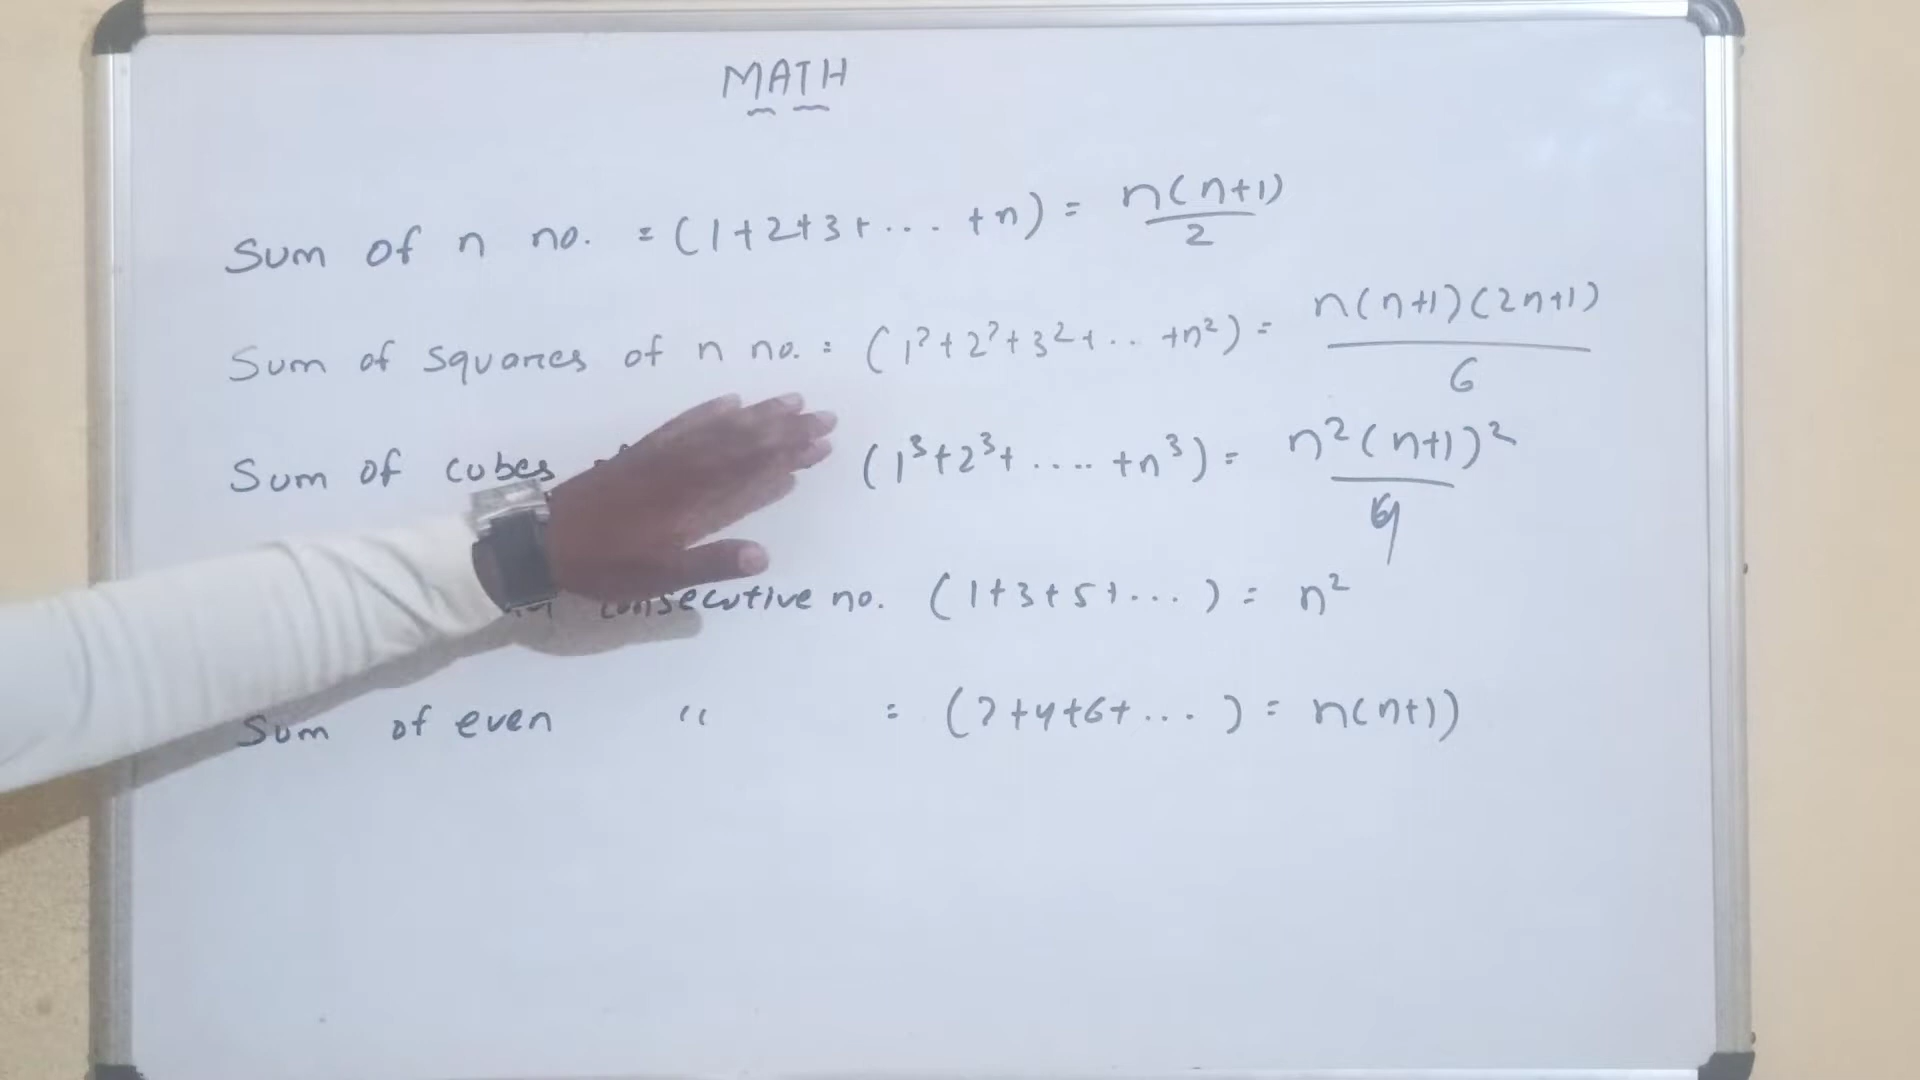 MATH
Sum of n no. = (1+2+3+... +n) = n(n+1)/2
Sum of squares of n no. = (1²+2²+3²+.. +n²) = n(n+1)(2n+1)/6
Sum of cubes (1³+2³+.... +n³) = n²(n+1)²/4
consecutive no. (1+3+5+...) = n²
Sum of even " = (2+4+6+...) = n(n+1))